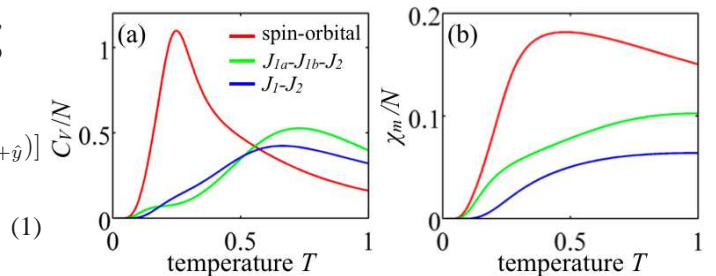 +ŷ)]
(1)
(a)
spin-orbital
J1a-J1b-J2
J1-J2
CV/N
1
0.5
0
0
0.5
1
temperature T
(b)
χm/N
0.2
0.1
0
0
0.5
1
temperature T